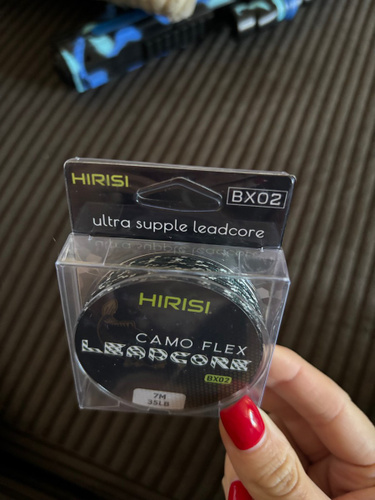 HIRISI
BX02
ultra supple leadcore
HIRISI
CAMO FLEX
LEADCORE
BX02
7M
35LB